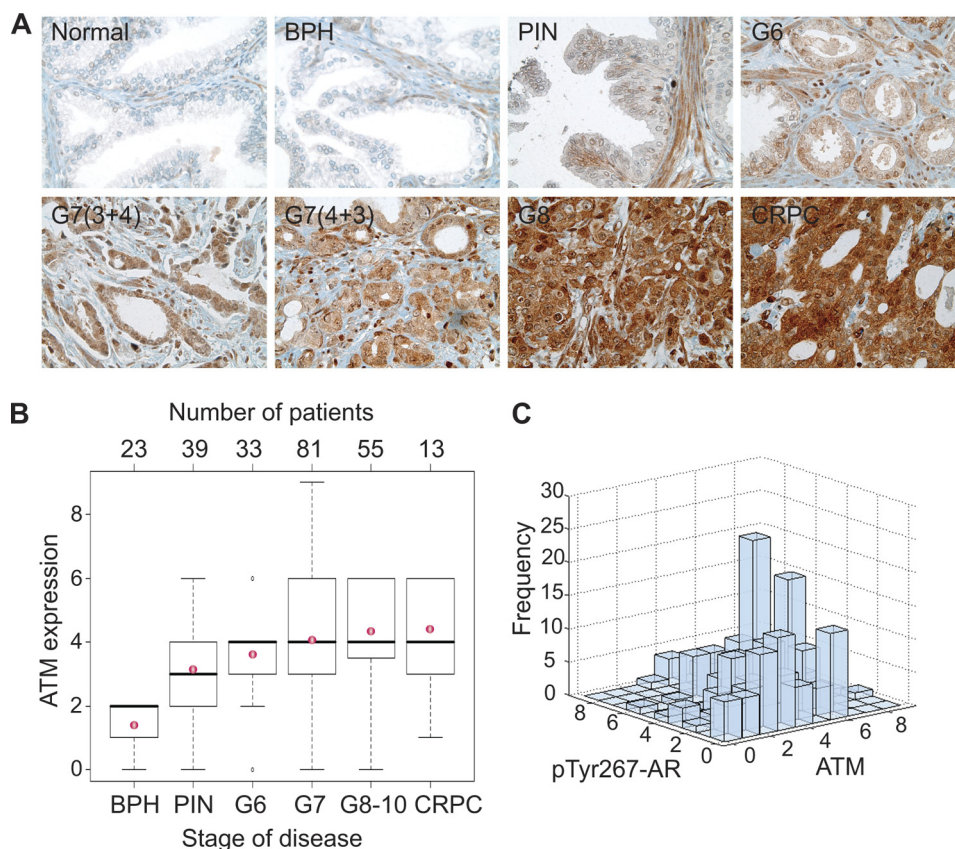 A
Normal
BPH
PIN
G6
G7(3+4)
G7(4+3)
G8
CRPC
B
Number of patients
23 39 33 81 55 13
ATM expression
8
6
4
2
0
BPH PIN G6 G7 G8-10 CRPC
Stage of disease
C
Frequency
30
25
20
15
10
5
0
8 6 4 2 0
pTyr267-AR
0 2 4 6 8
ATM